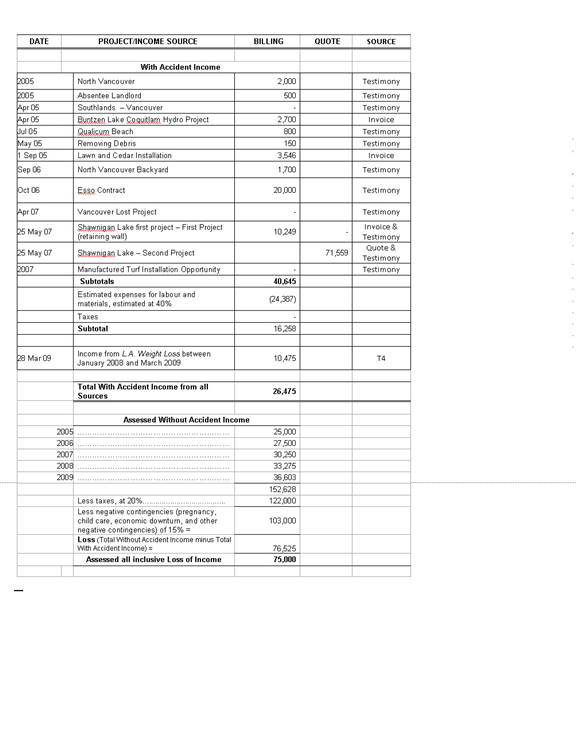 DATE PROJECT/INCOME SOURCE BILLING QUOTE SOURCE
With Accident Income
2005 North Vancouver 2,000 Testimony
2005 Absentee Landlord 500 Testimony
Apr 05 Southlands – Vancouver - Testimony
Apr 05 Buntzen Lake Coquitlam Hydro Project 2,700 Invoice
Jul 05 Qualicum Beach 800 Testimony
May 05 Removing Debris 150 Testimony
1 Sep 05 Lawn and Cedar Installation 3,546 Invoice
Sep 06 North Vancouver Backyard 1,700 Testimony
Oct 06 Esso Contract 20,000 Testimony
Apr 07 Vancouver Lost Project - Testimony
25 May 07 Shawnigan Lake first project – First Project 10,249 - Invoice &
(retaining wall) Testimony
25 May 07 Shawnigan Lake – Second Project 71,559 Quote &
Testimony
2007 Manufactured Turf Installation Opportunity - Testimony
Subtotals 40,645
Estimated expenses for labour and
materials, estimated at 40% (24,387)
Taxes -
Subtotal 16,258
28 Mar 09 Income from L.A. Weight Loss between 10,475 T4
January 2008 and March 2009
Total With Accident Income from all
Sources 26,475
Assessed Without Accident Income
2005 ........................................................ 25,000
2006 ........................................................ 27,500
2007 ........................................................ 30,250
2008 ........................................................ 33,275
2009 ........................................................ 36,603
152,628
Less taxes, at 20%.................................... 122,000
Less negative contingencies (pregnancy,
child care, economic downturn, and other 103,000
negative contingencies) of 15% =
Loss (Total Without Accident Income minus Total
With Accident Income) = 76,525
Assessed all inclusive Loss of Income 75,000